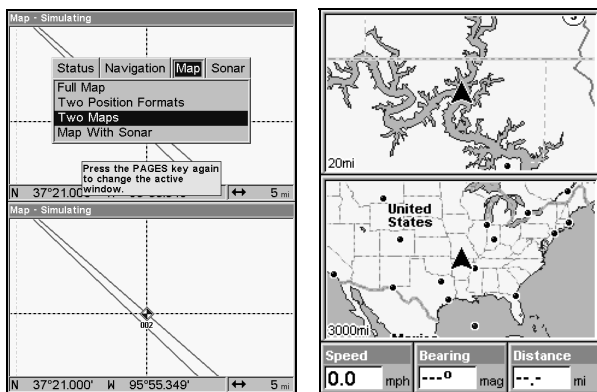 Map - Simulating
Status Navigation Map Sonar
Full Map
Two Position Formats
Two Maps
Map With Sonar
Press the PAGES key again
to change the active
window.
N 37°21.000' 5 mi
Map - Simulating
002
N 37°21.000' W 95°55.349' ↔ 5 mi
20mi
United
States
3000mi
Speed Bearing Distance
0.0 mph ---° mag --.- mi